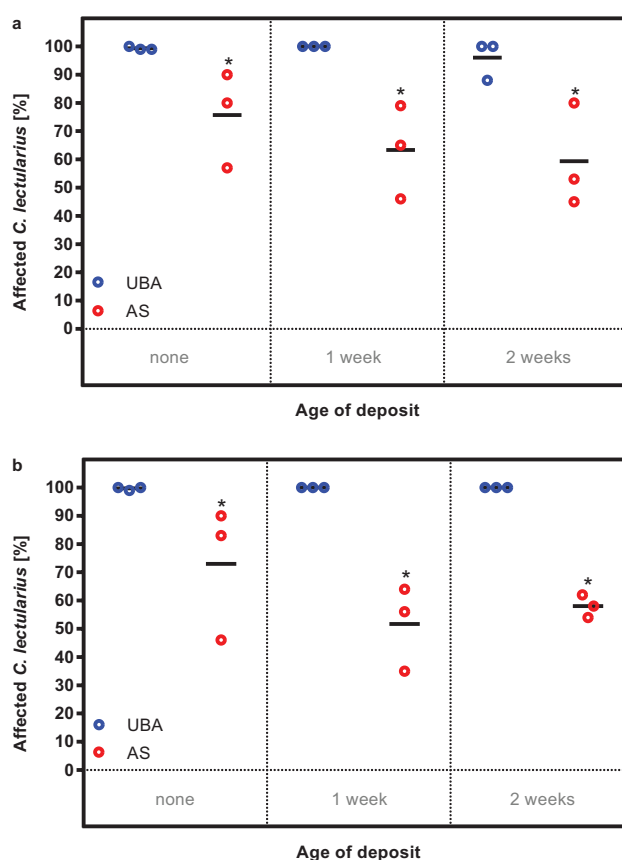 a
100
90
80
70
60
50
40
30
20
10
0
Affected C. lectularius [%]
*
*
*
UBA
AS
none 1 week 2 weeks
Age of deposit
b
100
90
80
70
60
50
40
30
20
10
0
Affected C. lectularius [%]
*
*
*
UBA
AS
none 1 week 2 weeks
Age of deposit